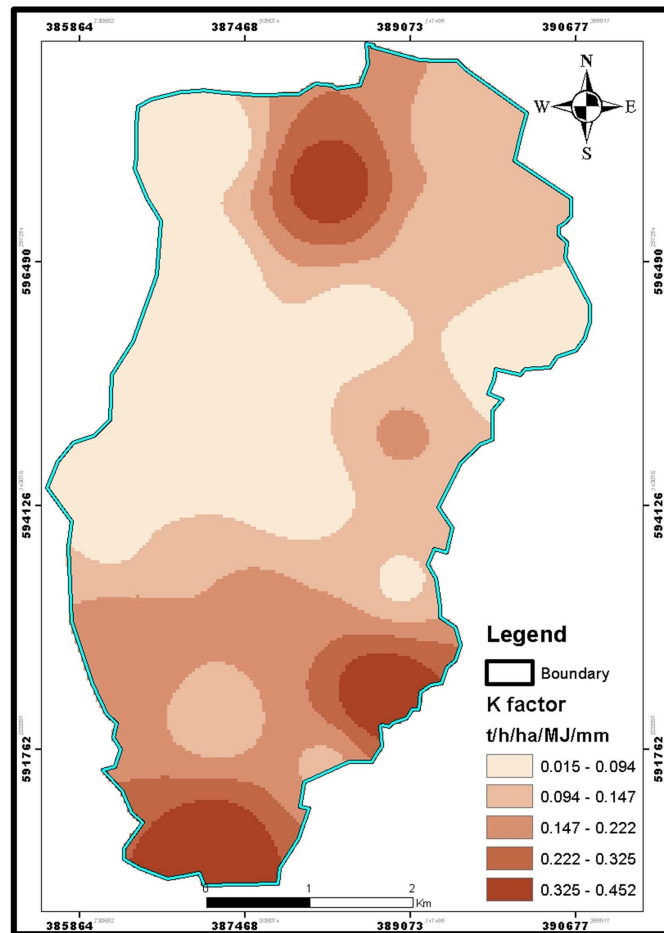 385864 387468 389073 390677
N
W E
S
596490 596490
594126 594126
591762 591762
Legend
Boundary
K factor
t/h/ha/MJ/mm
0.015 - 0.094
0.094 - 0.147
0.147 - 0.222
0.222 - 0.325
0.325 - 0.452
0 1 2
Km
385864 387468 389073 390677